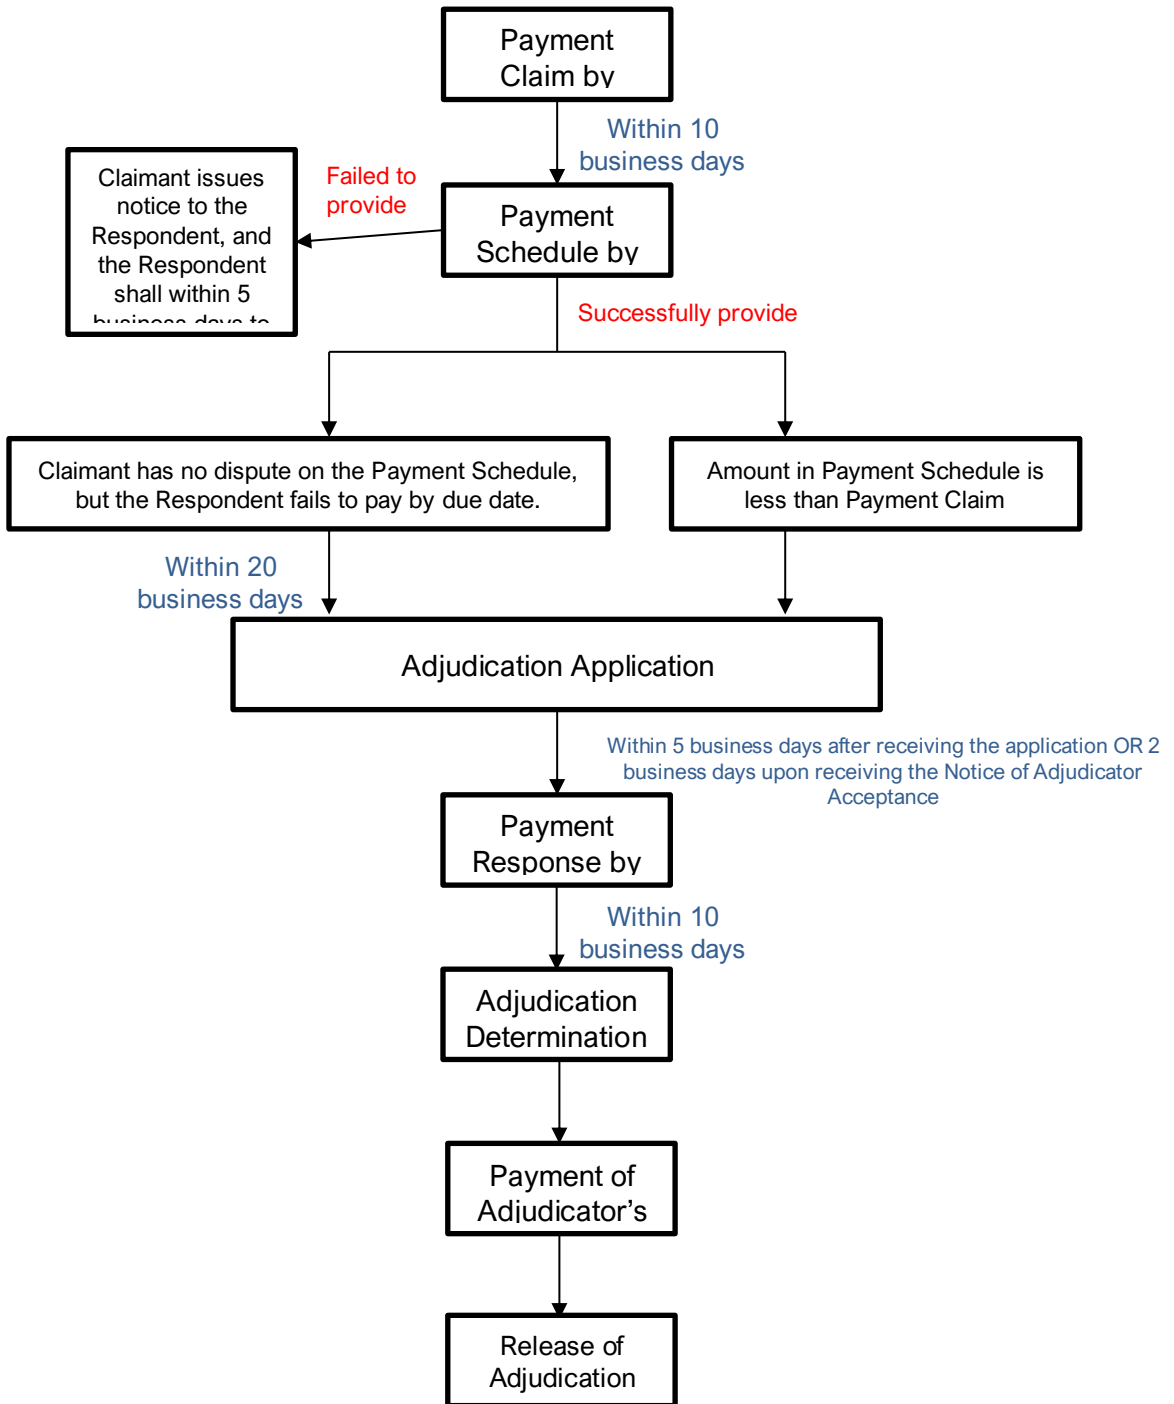 Payment
Claim by
Within 10
business days
Claimant issues
notice to the
Respondent, and
the Respondent
shall within 5
business days to
Failed to
provide
Payment
Schedule by
Successfully provide
Claimant has no dispute on the Payment Schedule,
but the Respondent fails to pay by due date.
Amount in Payment Schedule is
less than Payment Claim
Within 20
business days
Adjudication Application
Within 5 business days after receiving the application OR 2
business days upon receiving the Notice of Adjudicator
Acceptance
Payment
Response by
Within 10
business days
Adjudication
Determination
Payment of
Adjudicator’s
Release of
Adjudication